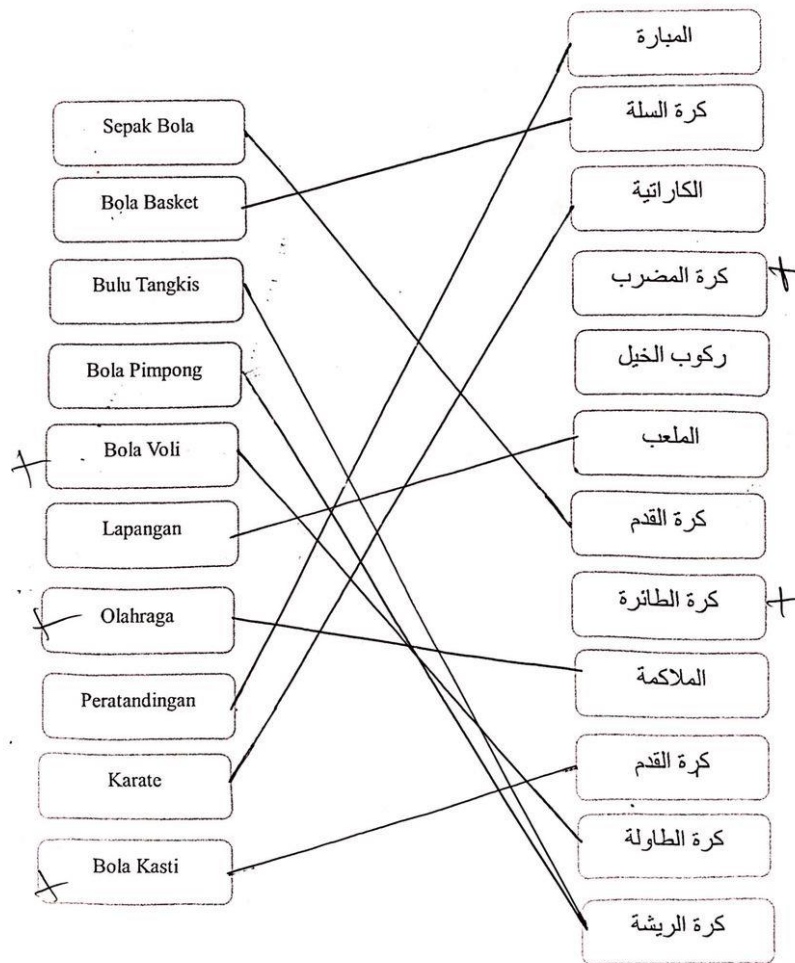 Sepak Bola
Bola Basket
Bulu Tangkis
Bola Pimpong
Bola Voli
Lapangan
Olahraga
Peratandingan
Karate
Bola Kasti
المبارة
كرة السلة
الكاراتية
كرة المضرب
ركوب الخيل
الملعب
كرة القدم
كرة الطائرة
الملاكمة
كرة القدم
كرة الطاولة
كرة الريشة